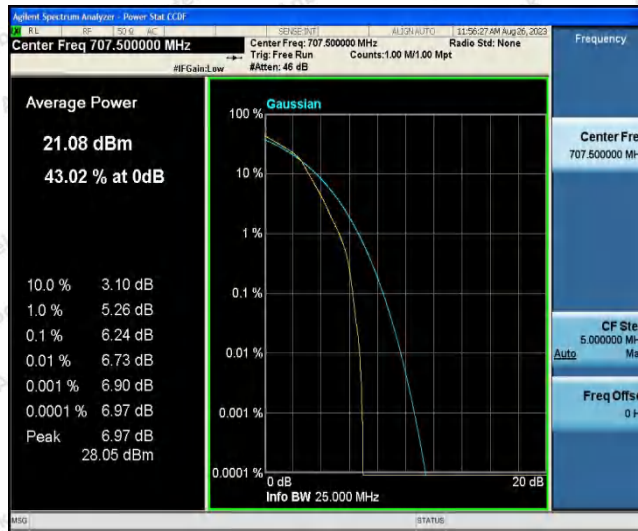 Agilent Spectrum Analyzer - Power Stat CCDF
RL RF 50 Ω AC SENSE:INT ALIGN AUTO 11:56:27 AM Aug 26, 2023
Center Freq 707.500000 MHz
Center Freq: 707.500000 MHz Radio Std: None
Trig: Free Run Counts:1.00 M/1.00 Mpt
#IFGain:Low #Atten: 46 dB
Frequency
Average Power
21.08 dBm
43.02 % at 0dB
10.0 % 3.10 dB
1.0 % 5.26 dB
0.1 % 6.24 dB
0.01 % 6.73 dB
0.001 % 6.90 dB
0.0001 % 6.97 dB
Peak 6.97 dB
28.05 dBm
Gaussian
100 %
10 %
1 %
0.1 %
0.01 %
0.001 %
0.0001 %
0 dB 20 dB
Info BW 25.000 MHz
Center Fre
707.500000 MH
CF Ste
5.000000 MH
Auto Ma
Freq Offse
0 H
MSG STATUS